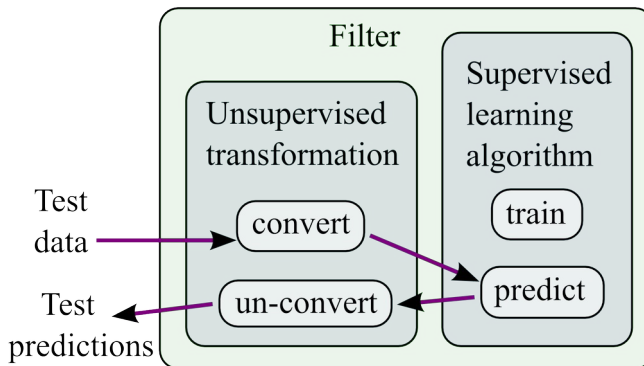 Filter
Unsupervised
transformation
convert
un-convert
Supervised
learning
algorithm
train
predict
Test
data
Test
predictions